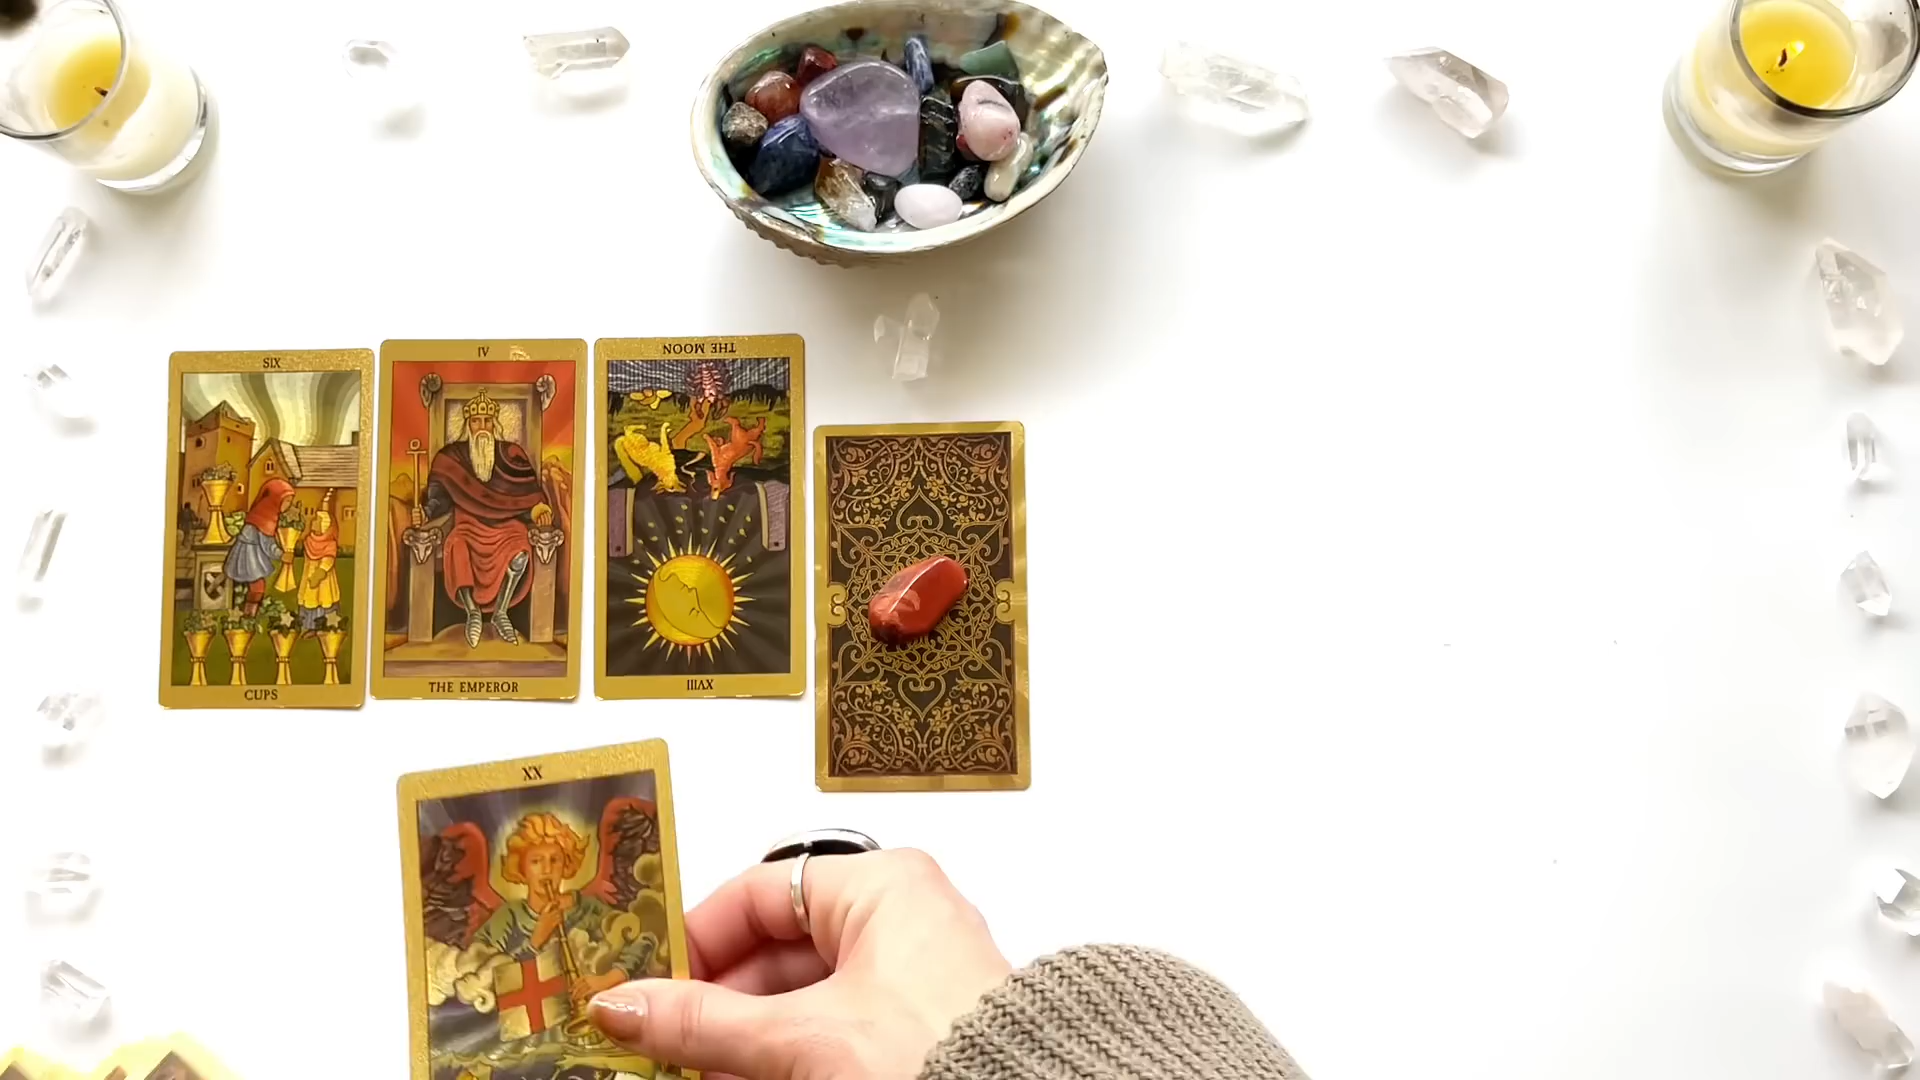 SIX
CUPS
IV
THE EMPEROR
THE MOON
XVIII
XX